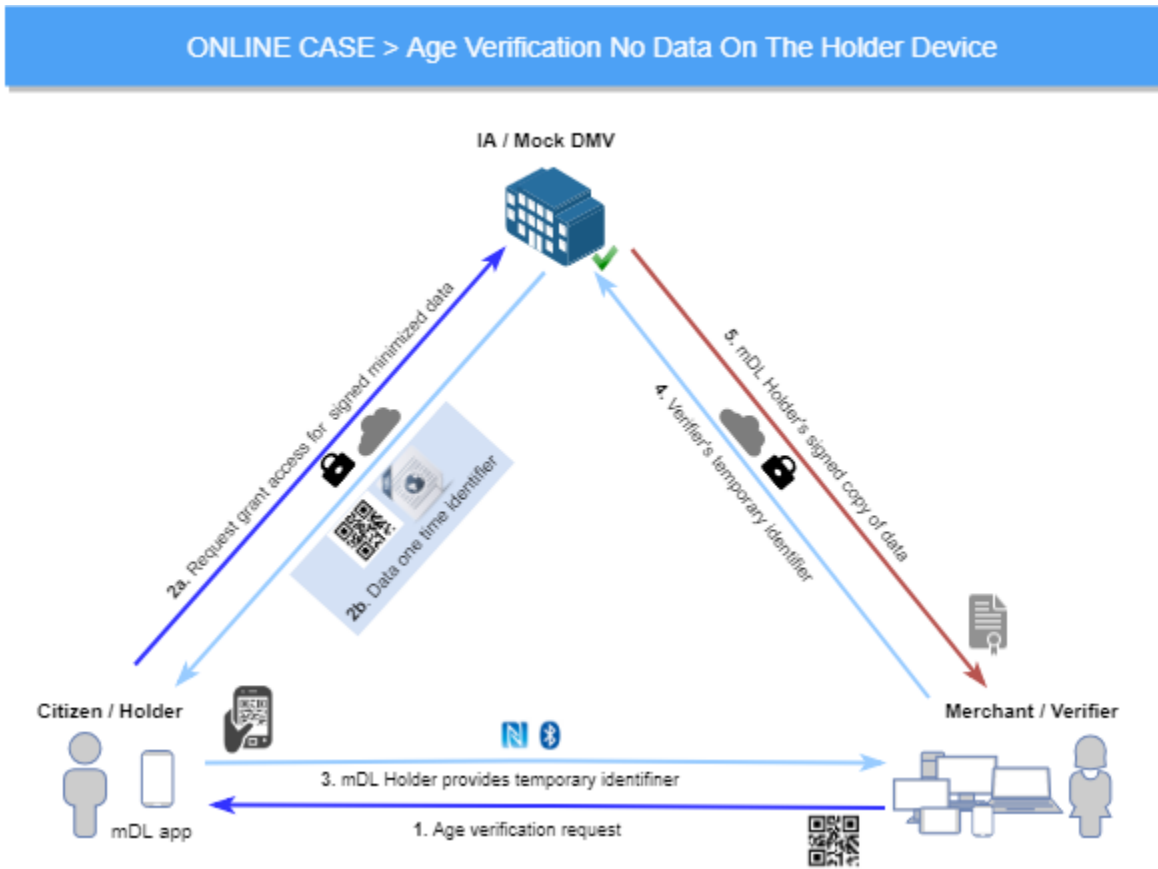 ONLINE CASE > Age Verification No Data On The Holder Device
IA / Mock DMV
2a. Request grant access for signed minimized data
2b. Data one time identifier
5. mDL Holder's signed copy of data
4. Verifier's temporary identifier
Citizen / Holder
Merchant / Verifier
3. mDL Holder provides temporary identifiner
mDL app
1. Age verification request